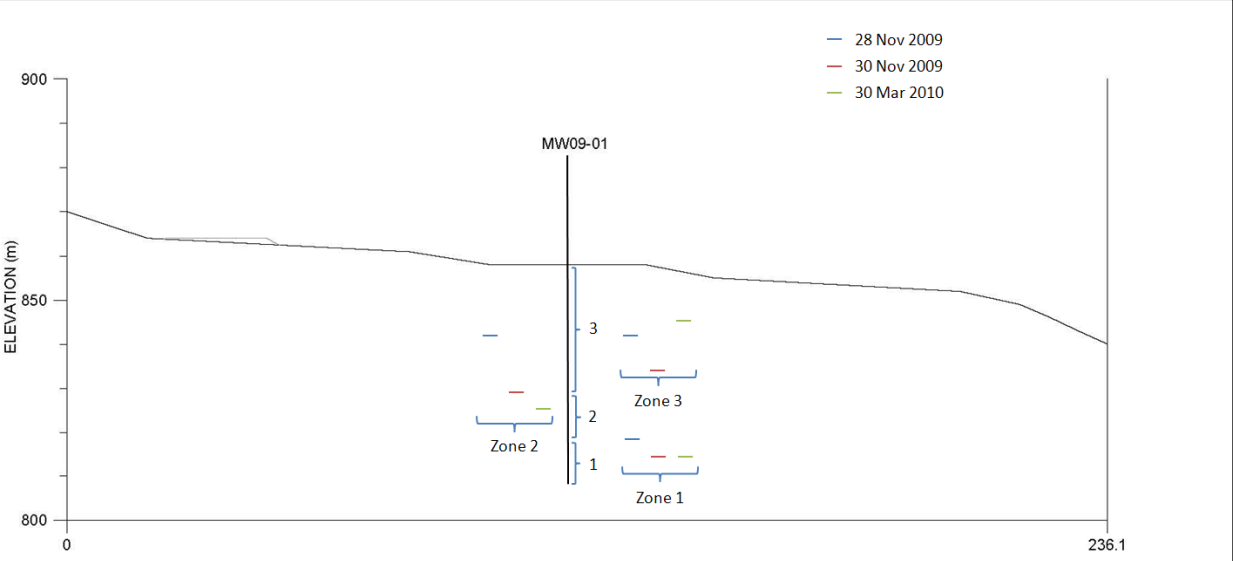 28 Nov 2009
30 Nov 2009
30 Mar 2010
900
MW09-01
ELEVATION (m)
850
3
Zone 3
2
Zone 2
1
Zone 1
800
0
236.1